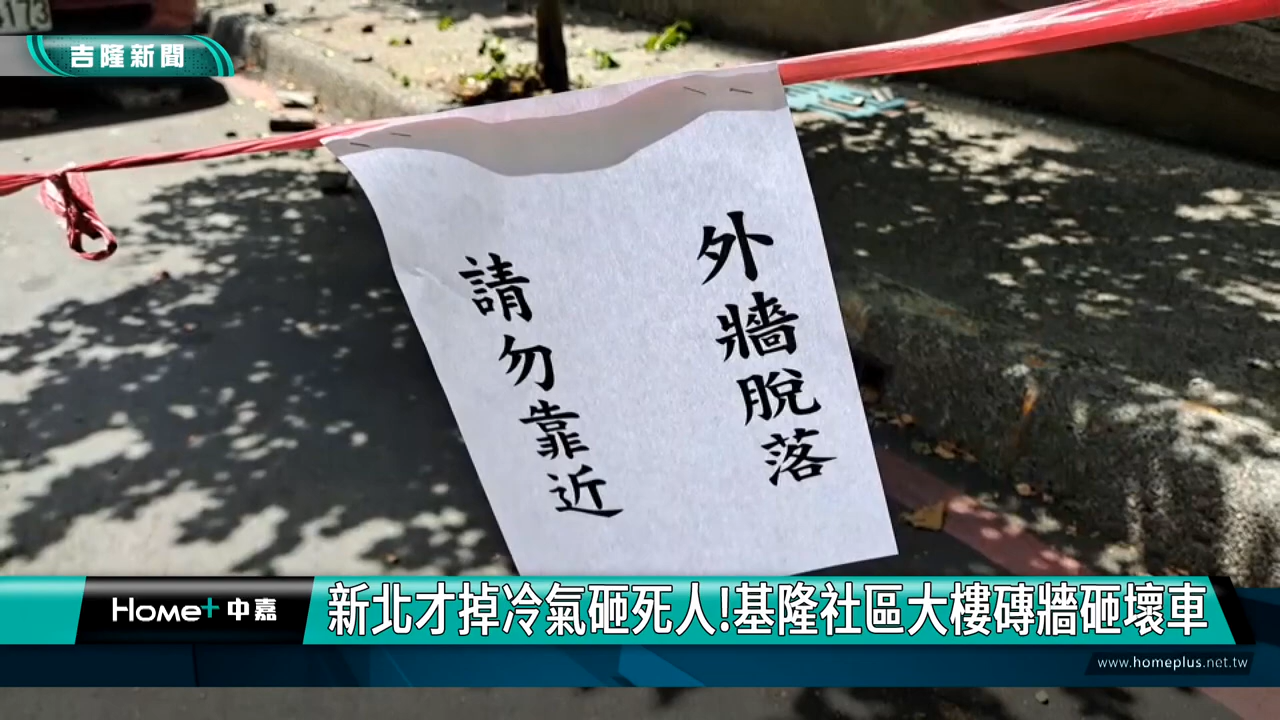 4173
吉隆新聞
外牆脫落
請勿靠近
Home+ 中嘉
新北才掉冷氣砸死人!基隆社區大樓磚牆砸壞車
www.homeplus.net.tw